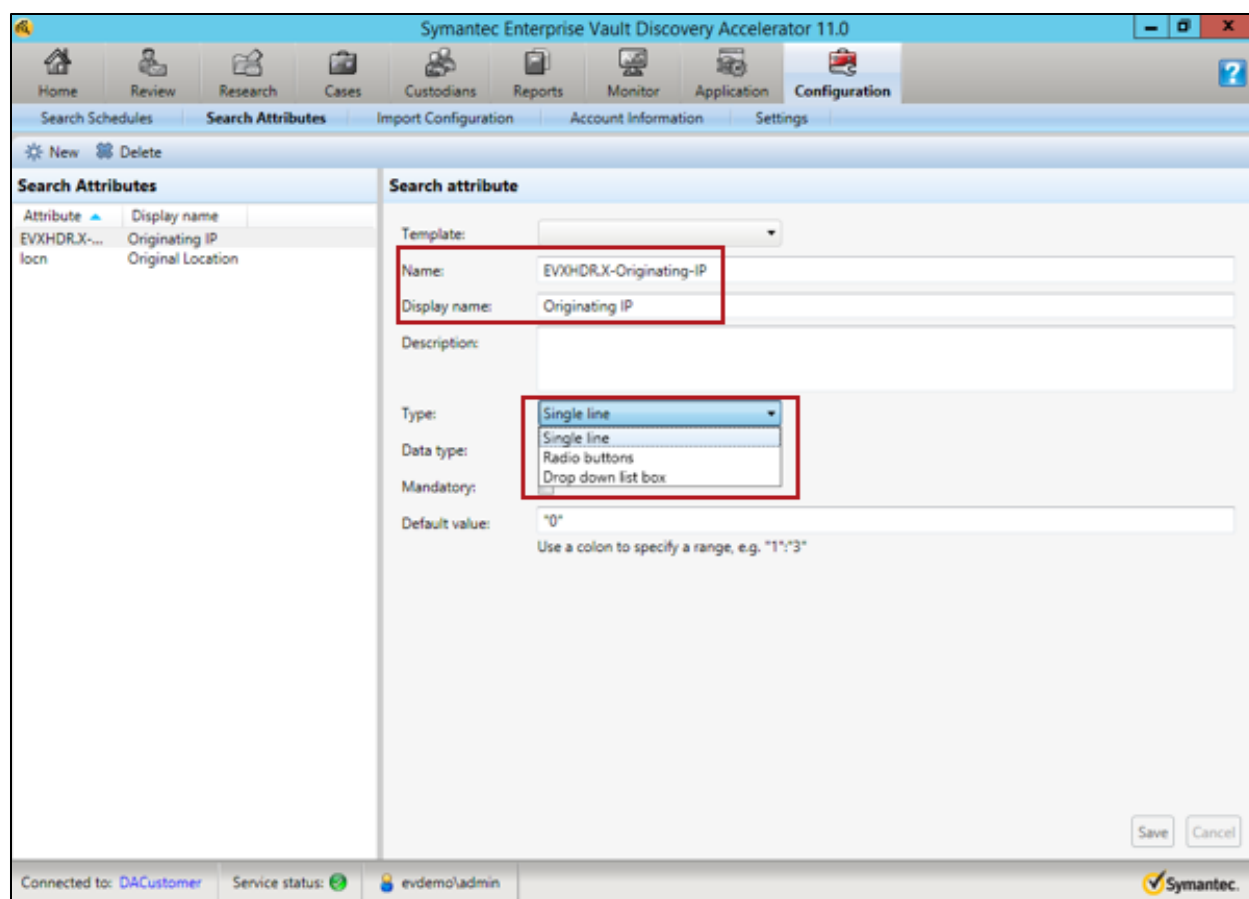 Symantec Enterprise Vault Discovery Accelerator 11.0
Home Review Research Cases Custodians Reports Monitor Application Configuration
Search Schedules Search Attributes Import Configuration Account Information Settings
New Delete
Search Attributes
Attribute Display name
EVXHDR.X-... Originating IP
locn Original Location
Search attribute
Template:
Name: EVXHDR.X-Originating-IP
Display name: Originating IP
Description:
Type: Single line
Single line
Data type: Radio buttons
Drop down list box
Mandatory:
Default value: "0"
Use a colon to specify a range, e.g. "1":"3"
Save Cancel
Connected to: DACustomer Service status: evdemo\admin Symantec.